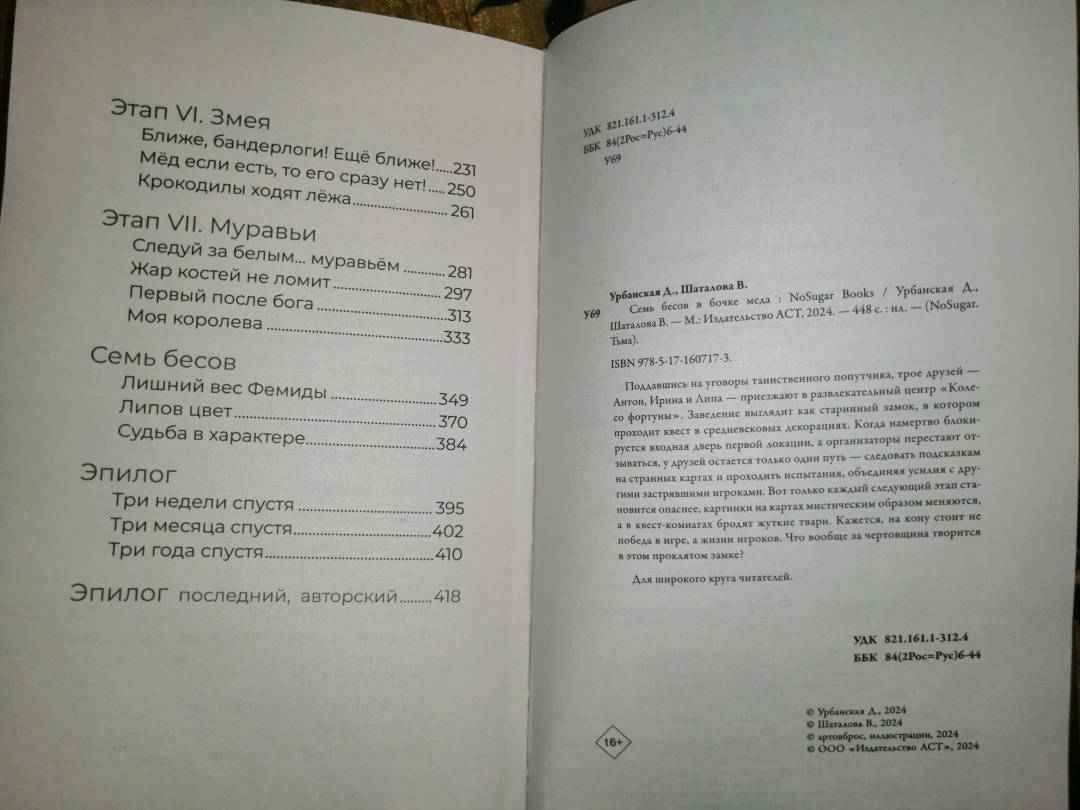 Этап VI. Змея
Ближе, бандерлоги! Ещё ближе!.....231
Мёд если есть, то его сразу нет!.....250
Крокодилы ходят лёжа.................... 261
Этап VII. Муравьи
Следуй за белым... муравьём .........281
Жар костей не ломит .......................297
Первый после бога ..........................313
Моя королева ...................................333
Семь бесов
Лишний вес Фемиды .......................349
Липов цвет.........................................370
Судьба в характере...........................384
Эпилог
Три недели спустя ............................395
Три месяца спустя.............................402
Три года спустя...................................410
Эпилог последний, авторский.........418
УДК 821.161.1-312.4
ББК 84(2Рос=Рус)6-44
У69
Урбанская Д., Шаталова В.
У69 Семь бесов в бочке меда : NoSugar Books / Урбанская Д.,
Шаталова В. — М.: Издательство АСТ, 2024. — 448 с. : ил. — (NoSugar.
Тьма).
ISBN 978-5-17-160717-3.
Поддавшись на уговоры таинственного попутчика, трое друзей —
Антон, Ирина и Липа — приезжают в развлекательный центр «Коле-
со фортуны». Заведение выглядит как старинный замок, в котором
проходит квест в средневековых декорациях. Когда намертво блоки-
руется входная дверь первой локации, а организаторы перестают от-
зываться, у друзей остается только один путь — следовать подсказкам
на странных картах и проходить испытания, объединяя усилия с дру-
гими застрявшими игроками. Вот только каждый следующий этап ста-
новится опаснее, картинки на картах мистическим образом меняются,
а в квест-комнатах бродят жуткие твари. Кажется, на кону стоит не
победа в игре, а жизни игроков. Что вообще за чертовщина творится
в этом проклятом замке?
Для широкого круга читателей.
УДК 821.161.1-312.4
ББК 84(2Рос=Рус)6-44
© Урбанская Д., 2024
© Шаталова В., 2024
© артовброс, иллюстрации, 2024
16+ © ООО «Издательство АСТ», 2024